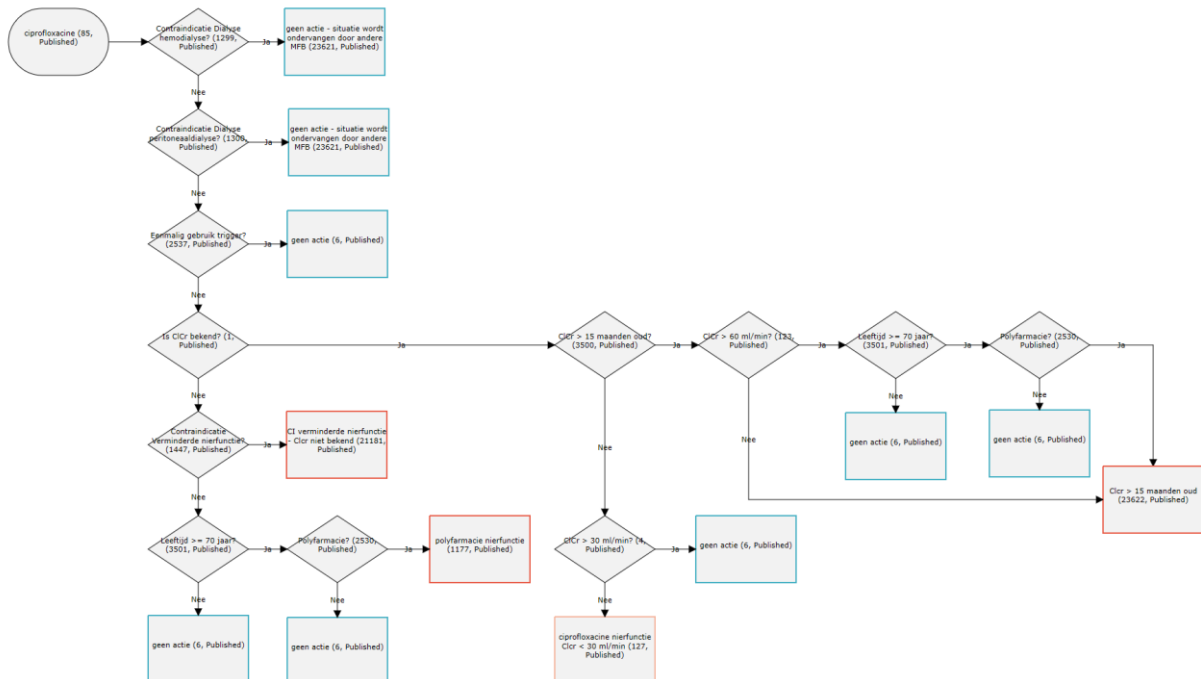 ciprofloxacine (85,
Published)
Contraindicatie Dialyse
hemodialyse? (1299,
Published)
Ja
geen actie - situatie wordt
ondervangen door andere
MFB (23621, Published)
Nee
Contraindicatie Dialyse
peritoneaaldialyse? (1300,
Published)
Ja
geen actie - situatie wordt
ondervangen door andere
MFB (23621, Published)
Nee
Eenmalig gebruik trigger?
(2537, Published)
Ja
geen actie (6, Published)
Nee
Is ClCr bekend? (1,
Published)
Ja
ClCr > 15 maanden oud?
(3500, Published)
Ja
ClCr > 60 ml/min? (123,
Published)
Ja
Leeftijd >= 70 jaar?
(3501, Published)
Ja
Polyfarmacie? (2530,
Published)
Ja
Nee
Nee
Nee
Nee
Nee
Contraindicatie
Verminderde nierfunctie?
(1447, Published)
Ja
CI verminderde nierfunctie
- Clcr niet bekend (21181,
Published)
geen actie (6, Published)
geen actie (6, Published)
Clcr > 15 maanden oud
(23622, Published)
Nee
Leeftijd >= 70 jaar?
(3501, Published)
Ja
Polyfarmacie? (2530,
Published)
Ja
polyfarmacie nierfunctie
(1177, Published)
ClCr > 30 ml/min? (4,
Published)
Ja
geen actie (6, Published)
Nee
Nee
Nee
geen actie (6, Published)
geen actie (6, Published)
ciprofloxacine nierfunctie
Clcr < 30 ml/min (127,
Published)